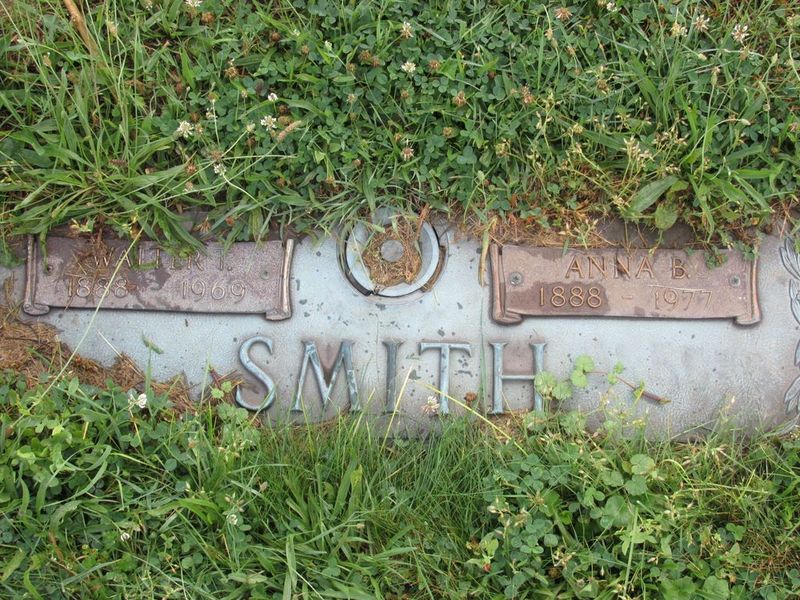 WALTER T.
1888 - 1969
ANNA B.
1888 - 1977
SMITH